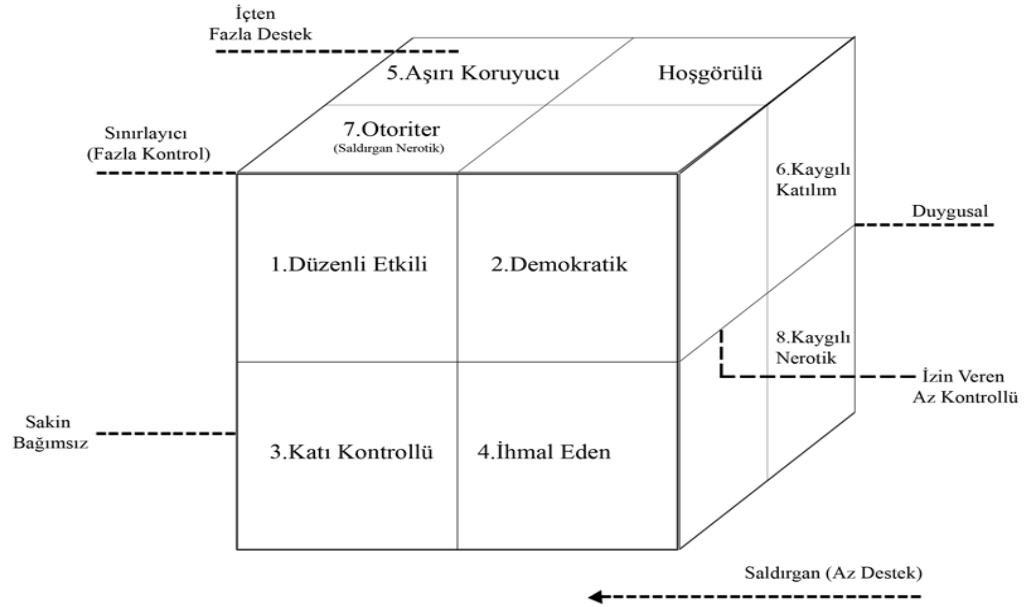 İçten
Fazla Destek
5.Aşırı Koruyucu
Hoşgörülü
Sınırlayıcı
(Fazla Kontrol)
7.Otoriter
(Saldırgan Nerotik)
6.Kaygılı
Katılım
Duygusal
1.Düzenli Etkili
2.Demokratik
8.Kaygılı
Nerotik
İzin Veren
Az Kontrollü
Sakin
Bağımsız
3.Katı Kontrollü
4.İhmal Eden
Saldırgan (Az Destek)